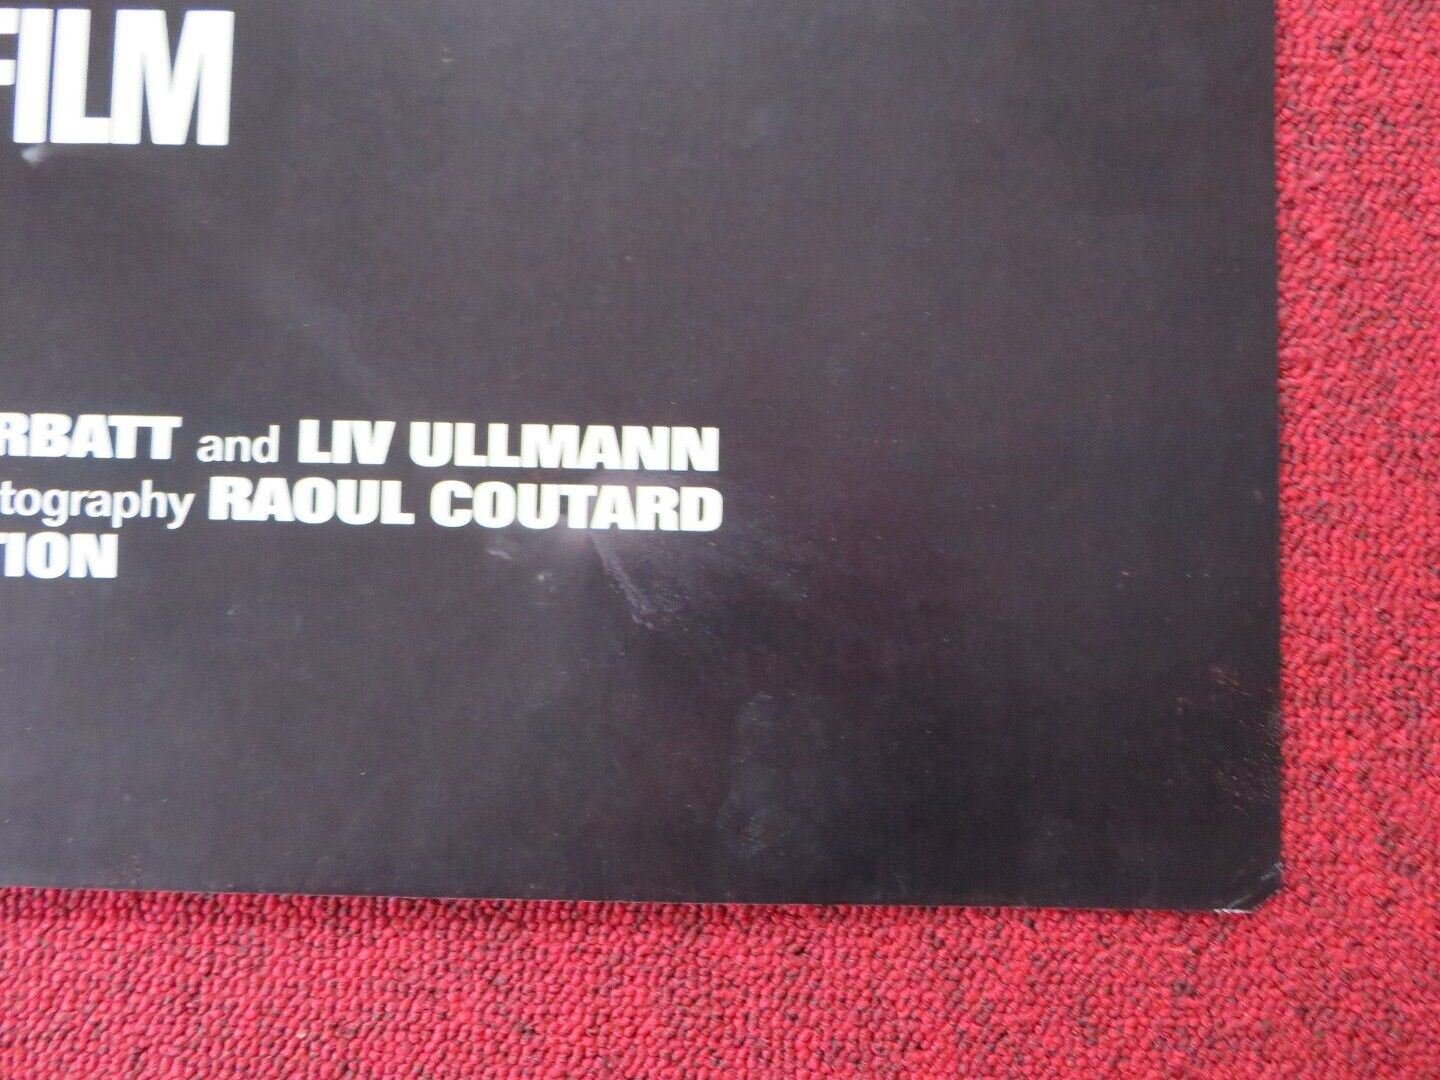 FILM
RBATT and LIV ULLMANN
tography RAOUL COUTARD
TION